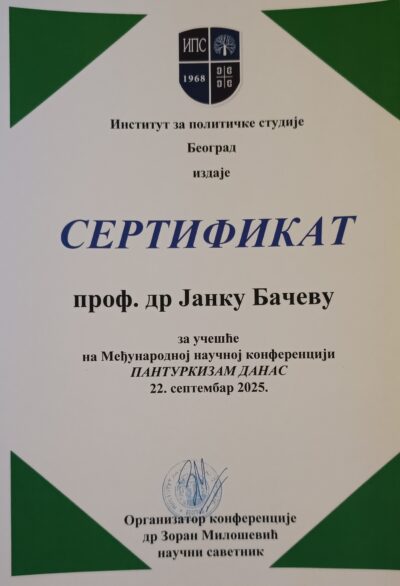 ИПС
1968
Институт за политичке студије
Београд
издаје
СЕРТИФИКАТ
проф. др Јанку Бачеву
за учешће
на Међународној научној конференцији
ПАНТУРКИЗАМ ДАНАС
22. септембар 2025.
Организатор конференције
др Зоран Милошевић
научни саветник